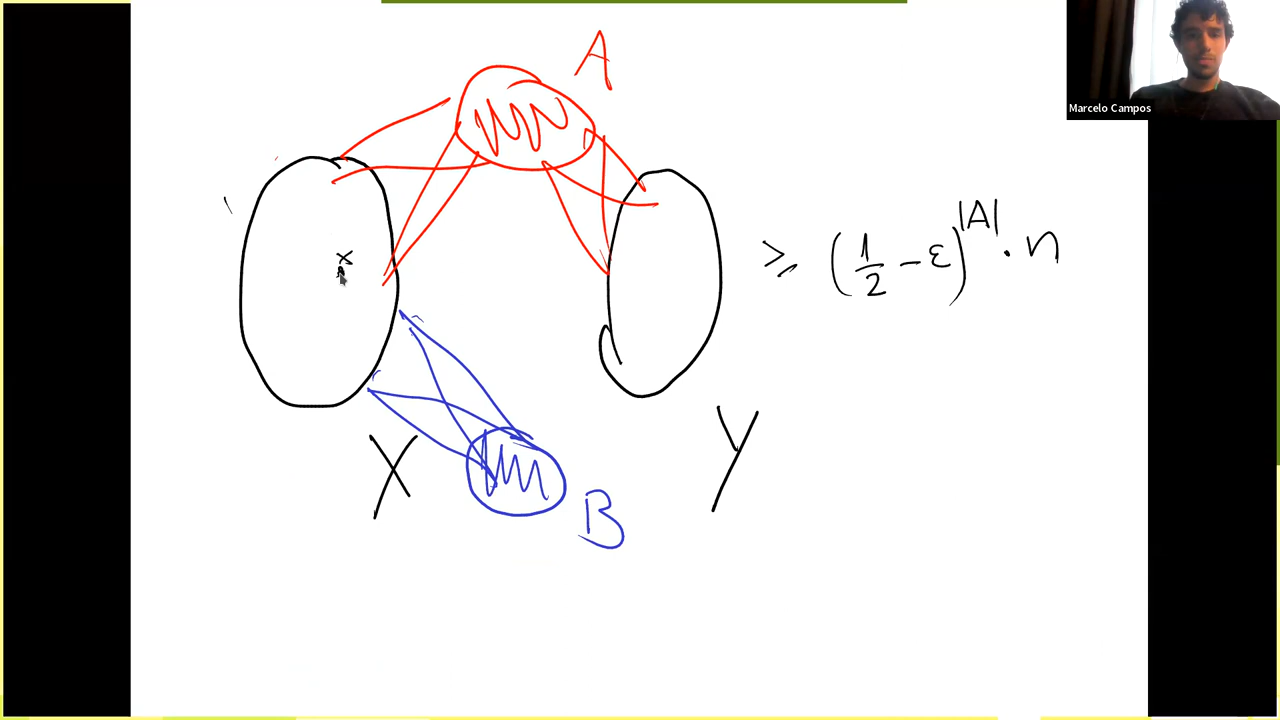 A
Marcelo Campos
x
≥ (1/2 - ε)^|A| · n
X
Y
B